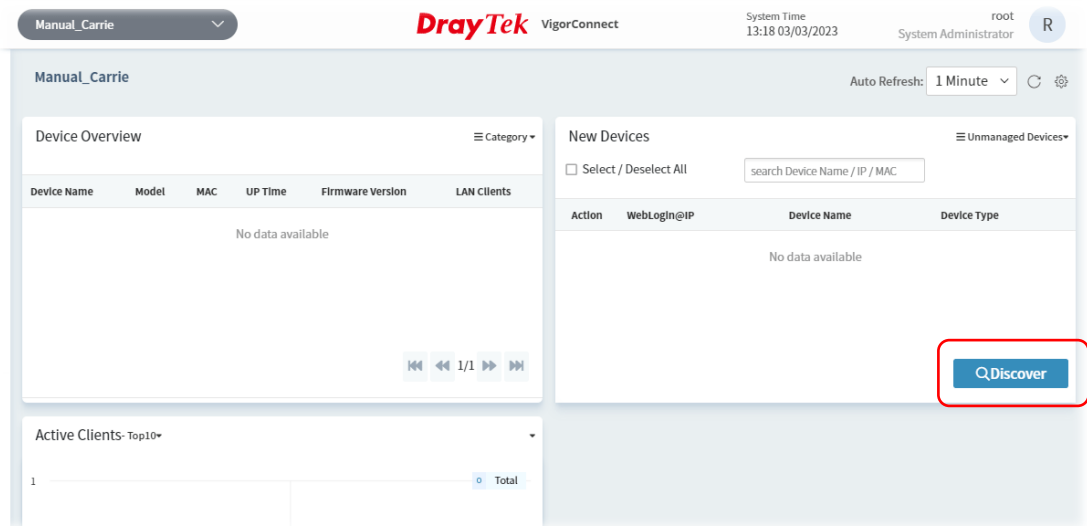 Manual_Carrie
DrayTek VigorConnect
System Time
13:18 03/03/2023
root
System Administrator
R
Manual_Carrie
Auto Refresh: 1 Minute
Device Overview
Category
Device Name Model MAC UP Time Firmware Version LAN Clients
No data available
1/1
New Devices
Unmanaged Devices
Select / Deselect All
search Device Name / IP / MAC
Action WebLogin@IP Device Name Device Type
No data available
Discover
Active Clients- Top10
1
0 Total